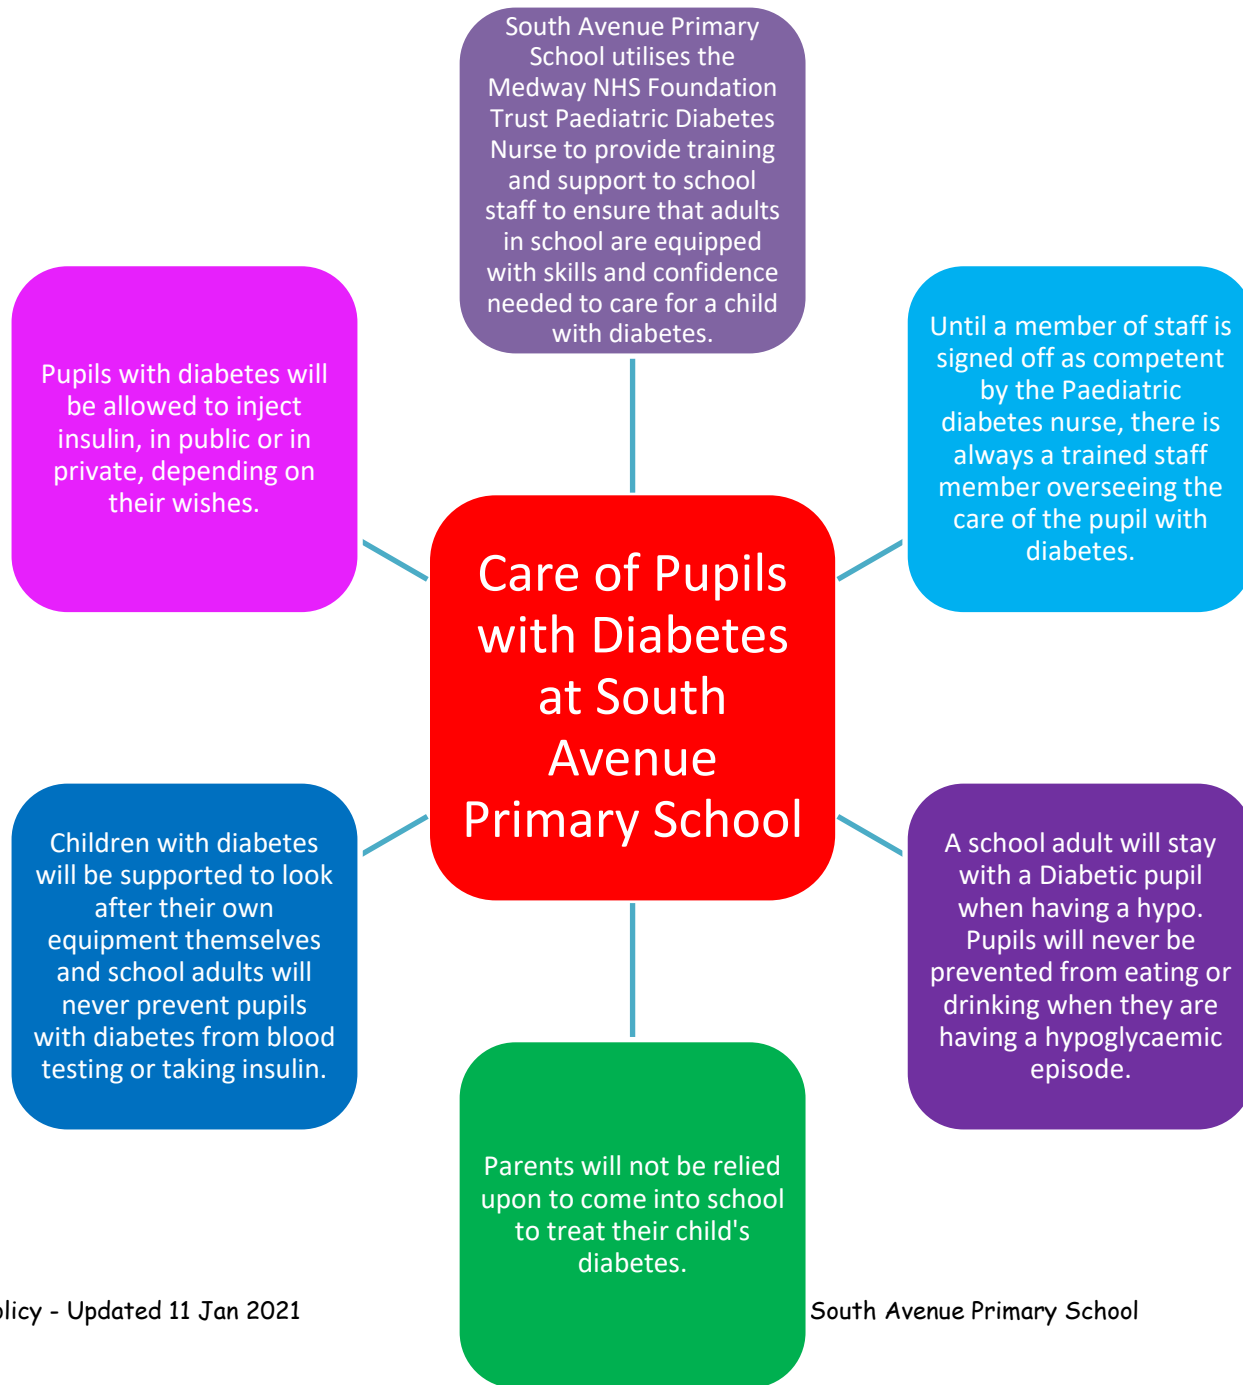 South Avenue Primary
School utilises the
Medway NHS Foundation
Trust Paediatric Diabetes
Nurse to provide training
and support to school
staff to ensure that adults
in school are equipped
with skills and confidence
needed to care for a child
with diabetes.
Until a member of staff is
signed off as competent
by the Paediatric
diabetes nurse, there is
always a trained staff
member overseeing the
care of the pupil with
diabetes.
A school adult will stay
with a Diabetic pupil
when having a hypo.
Pupils will never be
prevented from eating or
drinking when they are
having a hypoglycaemic
episode.
Parents will not be relied
upon to come into school
to treat their child's
diabetes.
Children with diabetes
will be supported to look
after their own
equipment themselves
and school adults will
never prevent pupils
with diabetes from blood
testing or taking insulin.
Pupils with diabetes will
be allowed to inject
insulin, in public or in
private, depending on
their wishes.
Care of Pupils
with Diabetes
at South
Avenue
Primary School
olicy - Updated 11 Jan 2021
South Avenue Primary School